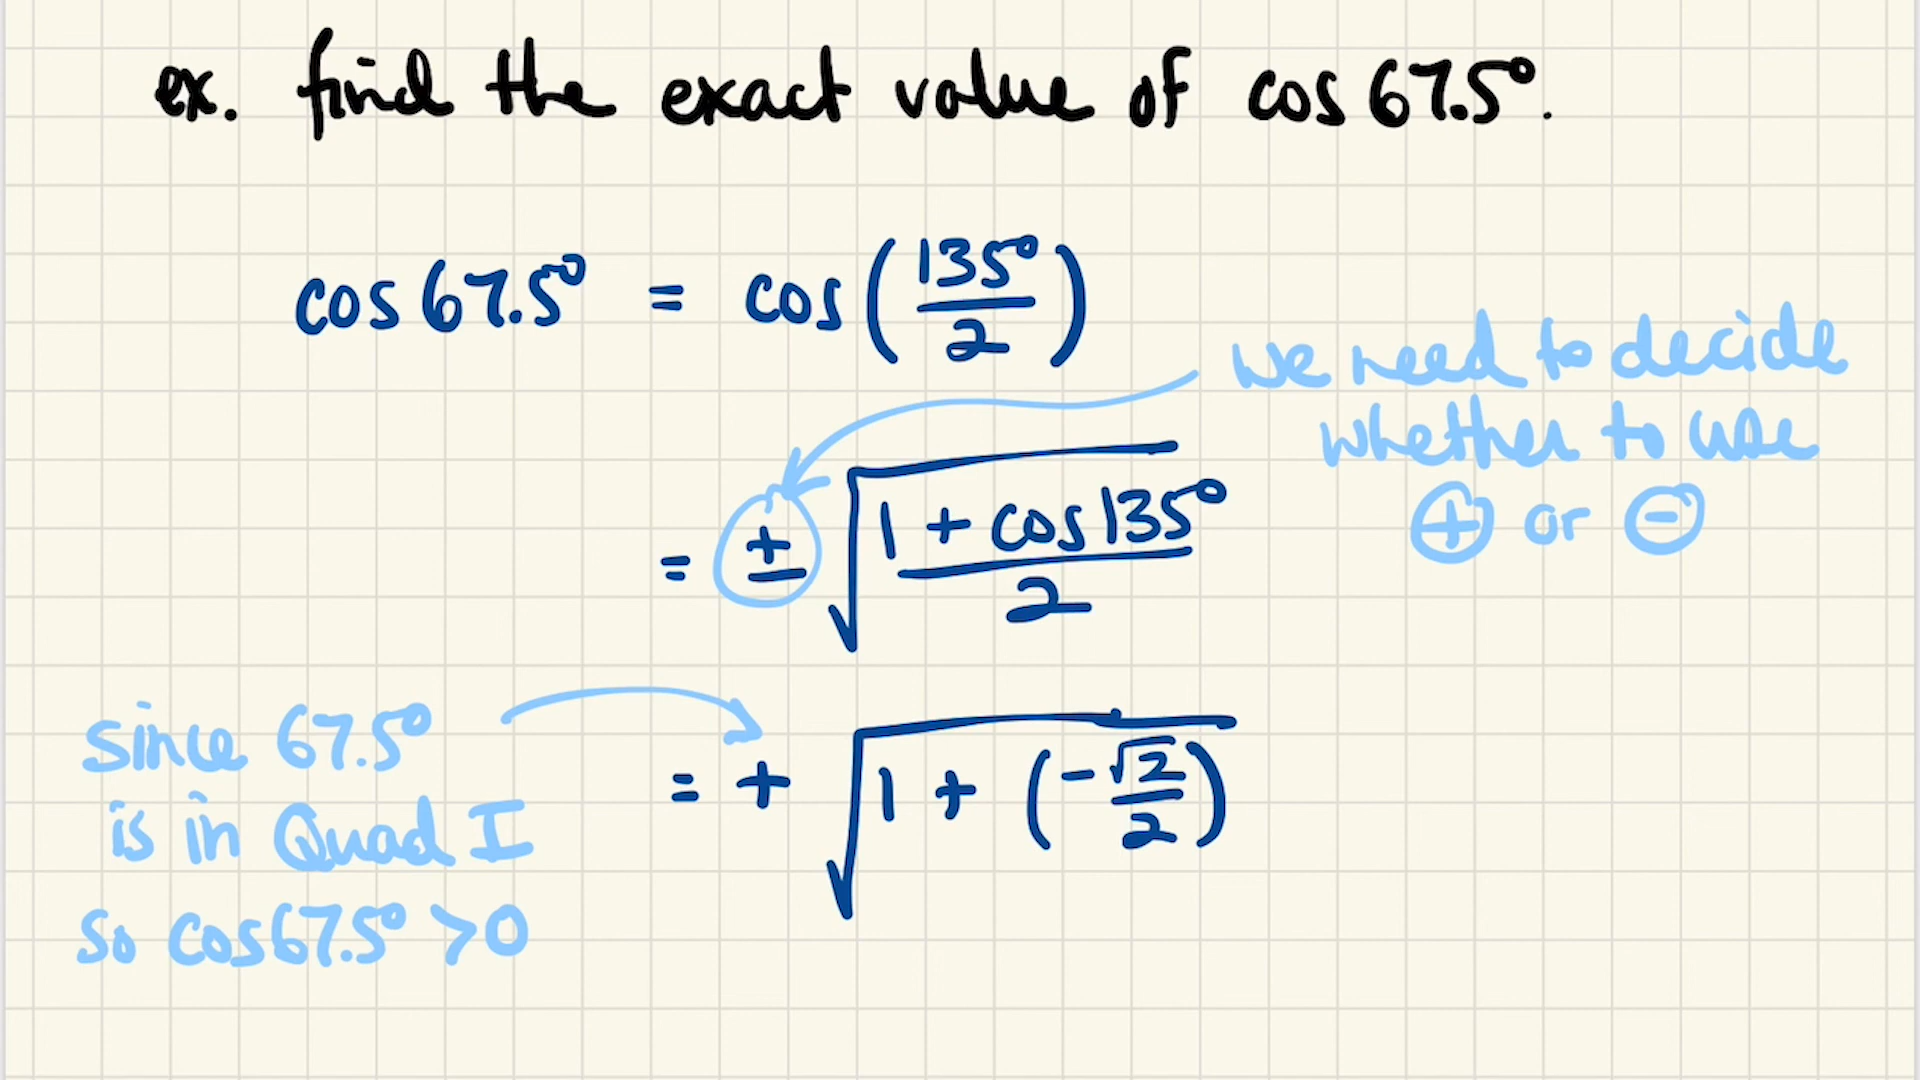 ex. find the exact value of cos 67.5°.
cos 67.5° = cos(135°/2)
we need to decide
whether to use
⊕ or ⊖
= ± √((1 + cos 135°)/2)
since 67.5°
is in Quad I
so cos 67.5° > 0
= + √(1 + (-√2/2))